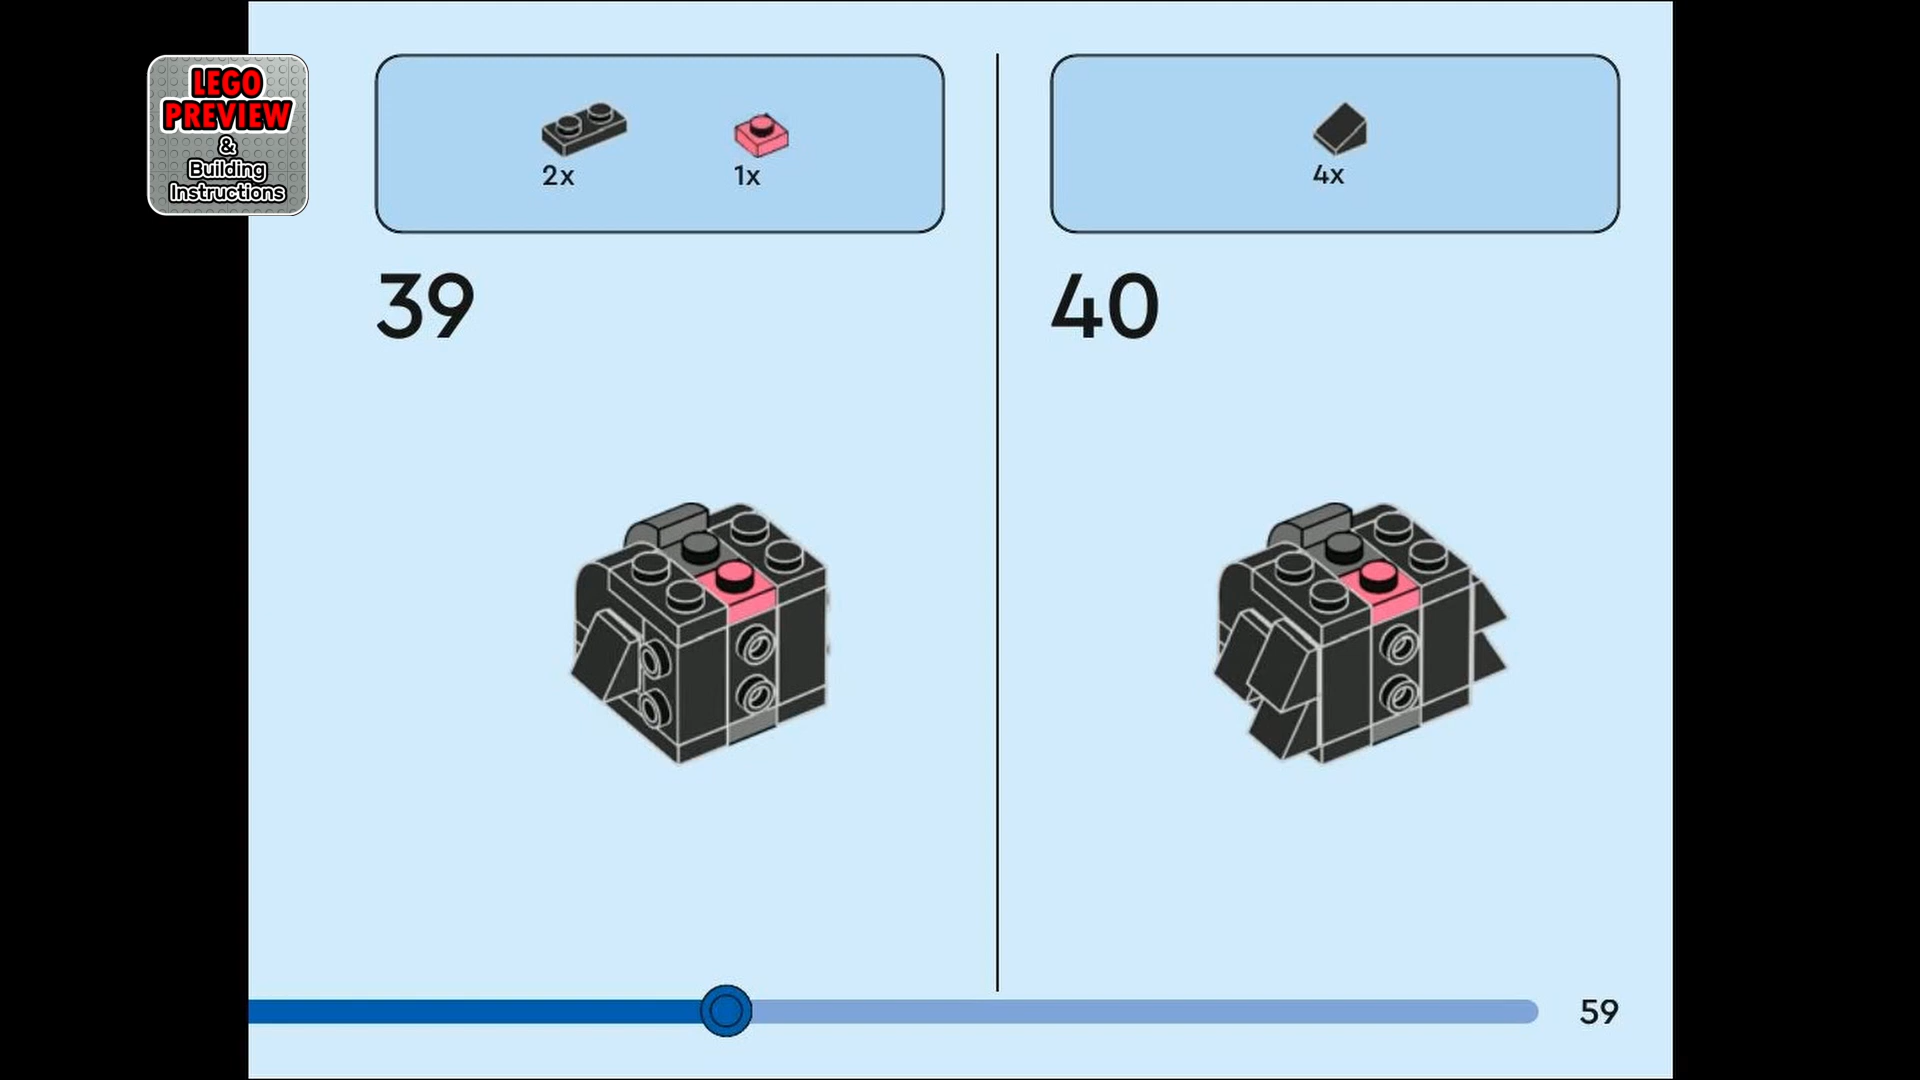 LEGO
PREVIEW
&
Building
Instructions
2x
1x
4x
39
40
59